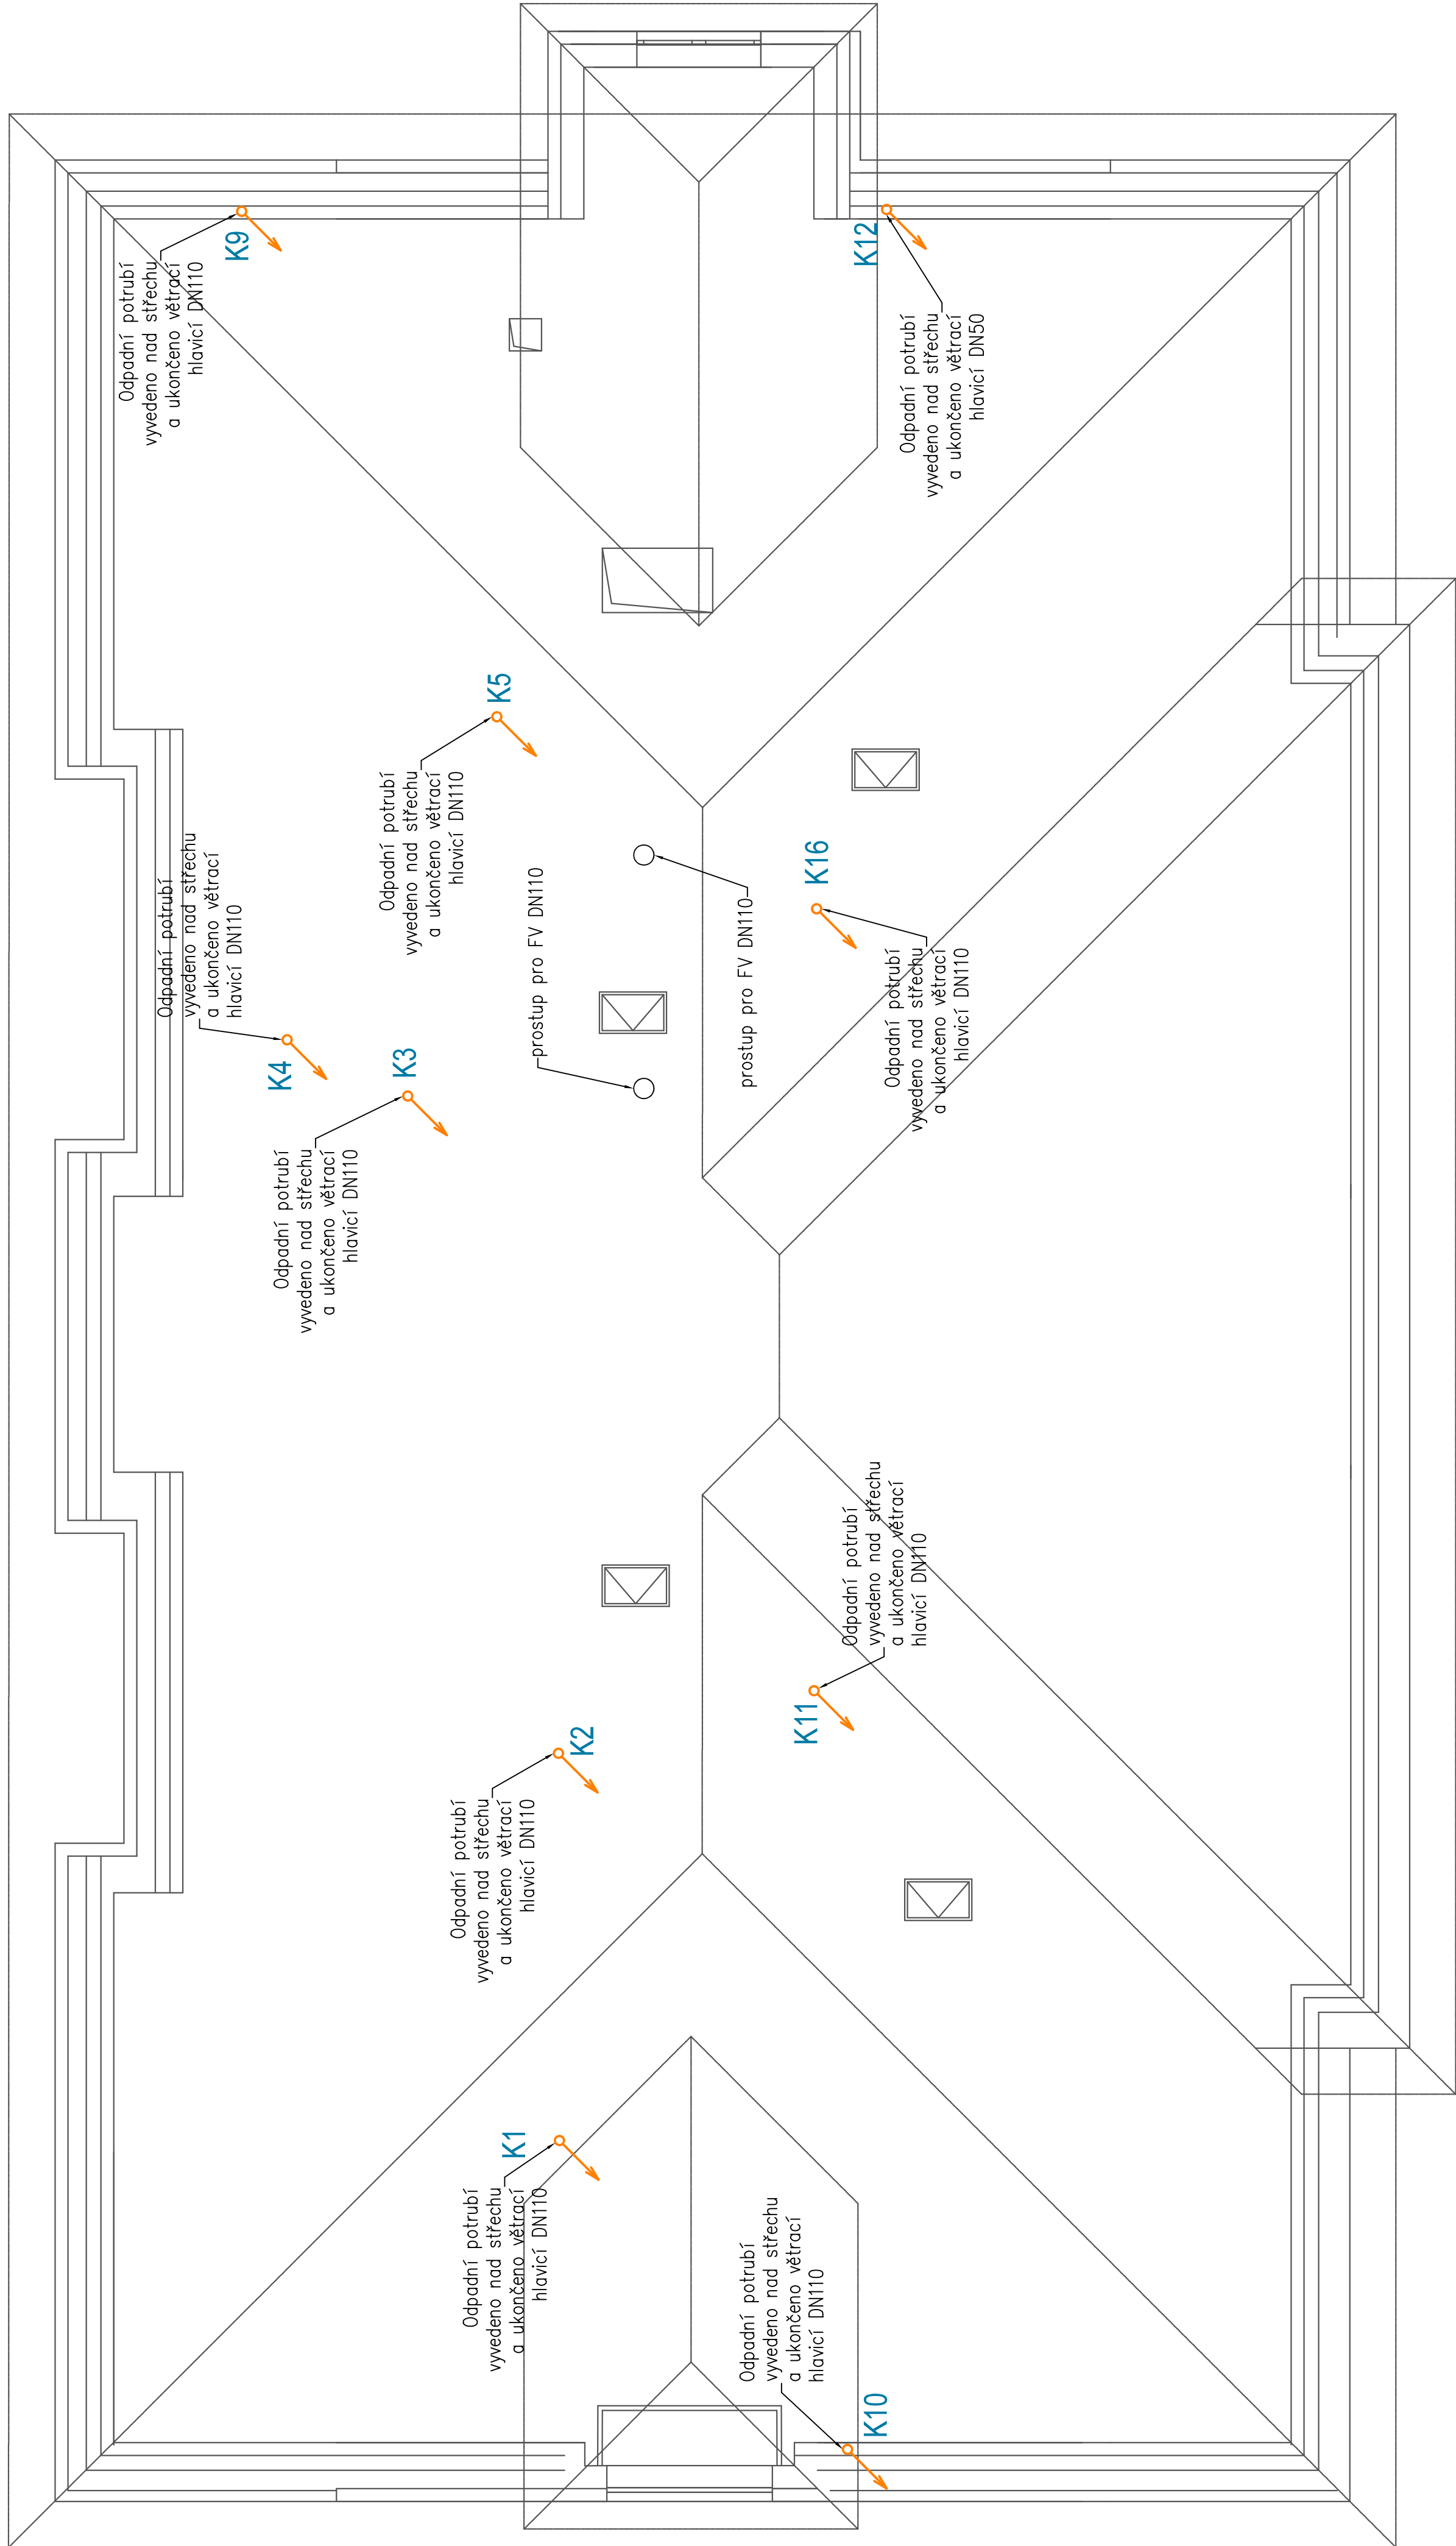 K9
Odpadní potrubí
vyvedeno nad střechu
a ukončeno větrací
hlavicí DN110
K12
Odpadní potrubí
vyvedeno nad střechu
a ukončeno větrací
hlavicí DN50
K5
Odpadní potrubí
vyvedeno nad střechu
a ukončeno větrací
hlavicí DN110
K4
Odpadní potrubí
vyvedeno nad střechu
a ukončeno větrací
hlavicí DN110
K3
Odpadní potrubí
vyvedeno nad střechu
a ukončeno větrací
hlavicí DN110
prostup pro FV DN110
prostup pro FV DN110
K16
Odpadní potrubí
vyvedeno nad střechu
a ukončeno větrací
hlavicí DN110
K11
Odpadní potrubí
vyvedeno nad střechu
a ukončeno větrací
hlavicí DN110
K2
Odpadní potrubí
vyvedeno nad střechu
a ukončeno větrací
hlavicí DN110
K1
Odpadní potrubí
vyvedeno nad střechu
a ukončeno větrací
hlavicí DN110
K10
Odpadní potrubí
vyvedeno nad střechu
a ukončeno větrací
hlavicí DN110